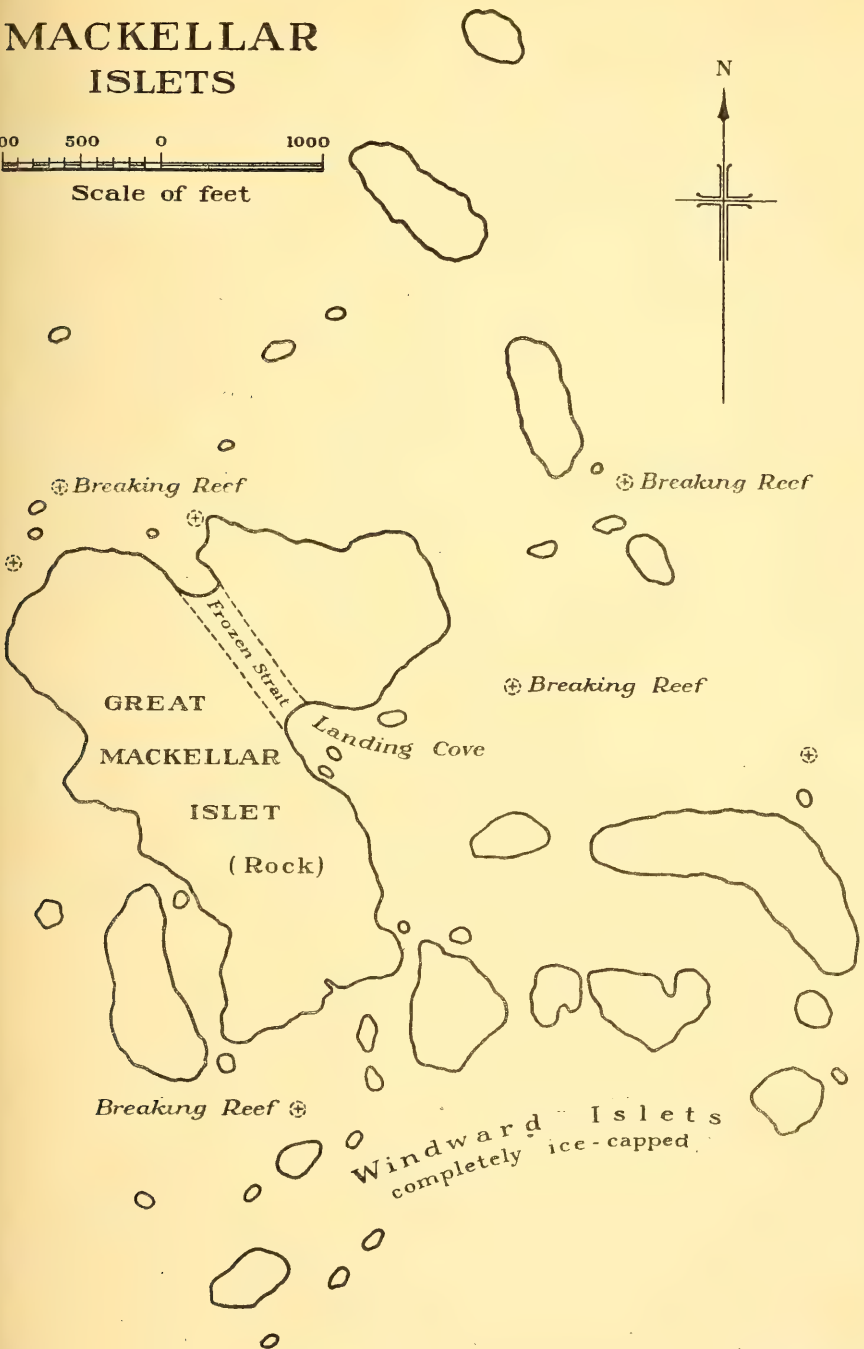 MACKELLAR
ISLETS
500 0 1000
Scale of feet
N
Breaking Reef
Breaking Reef
Frozen Strait
Breaking Reef
Landing Cove
GREAT
MACKELLAR
ISLET
(Rock)
Breaking Reef
Windward Islets
completely ice-capped